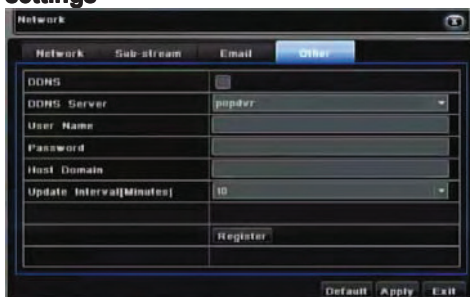 settings
Network
Network Sub-stream Email Other
DDNS
DDNS Server popdvr
User Name
Password
Host Domain
Update Interval[Minutes] 10
Register
Default Apply Exit